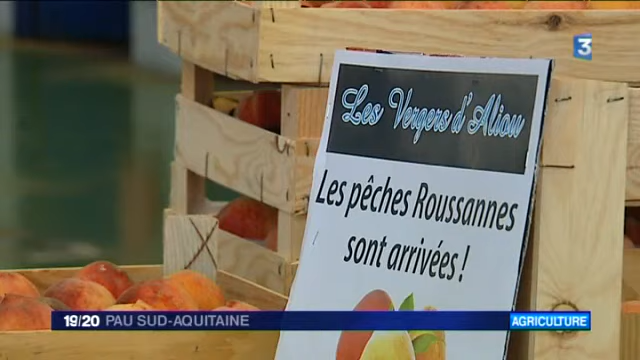 3
Les Vergers d'Aliou
Les pêches Roussannes
sont arrivées !
19/20 PAU SUD-AQUITAINE
AGRICULTURE